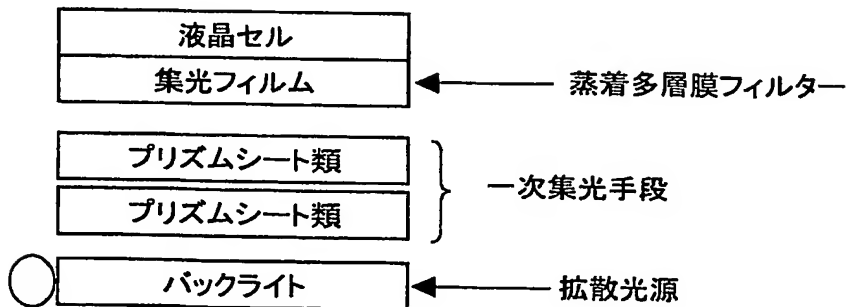 液晶セル
集光フィルム
蒸着多層膜フィルター
プリズムシート類
一次集光手段
プリズムシート類
バックライト
拡散光源